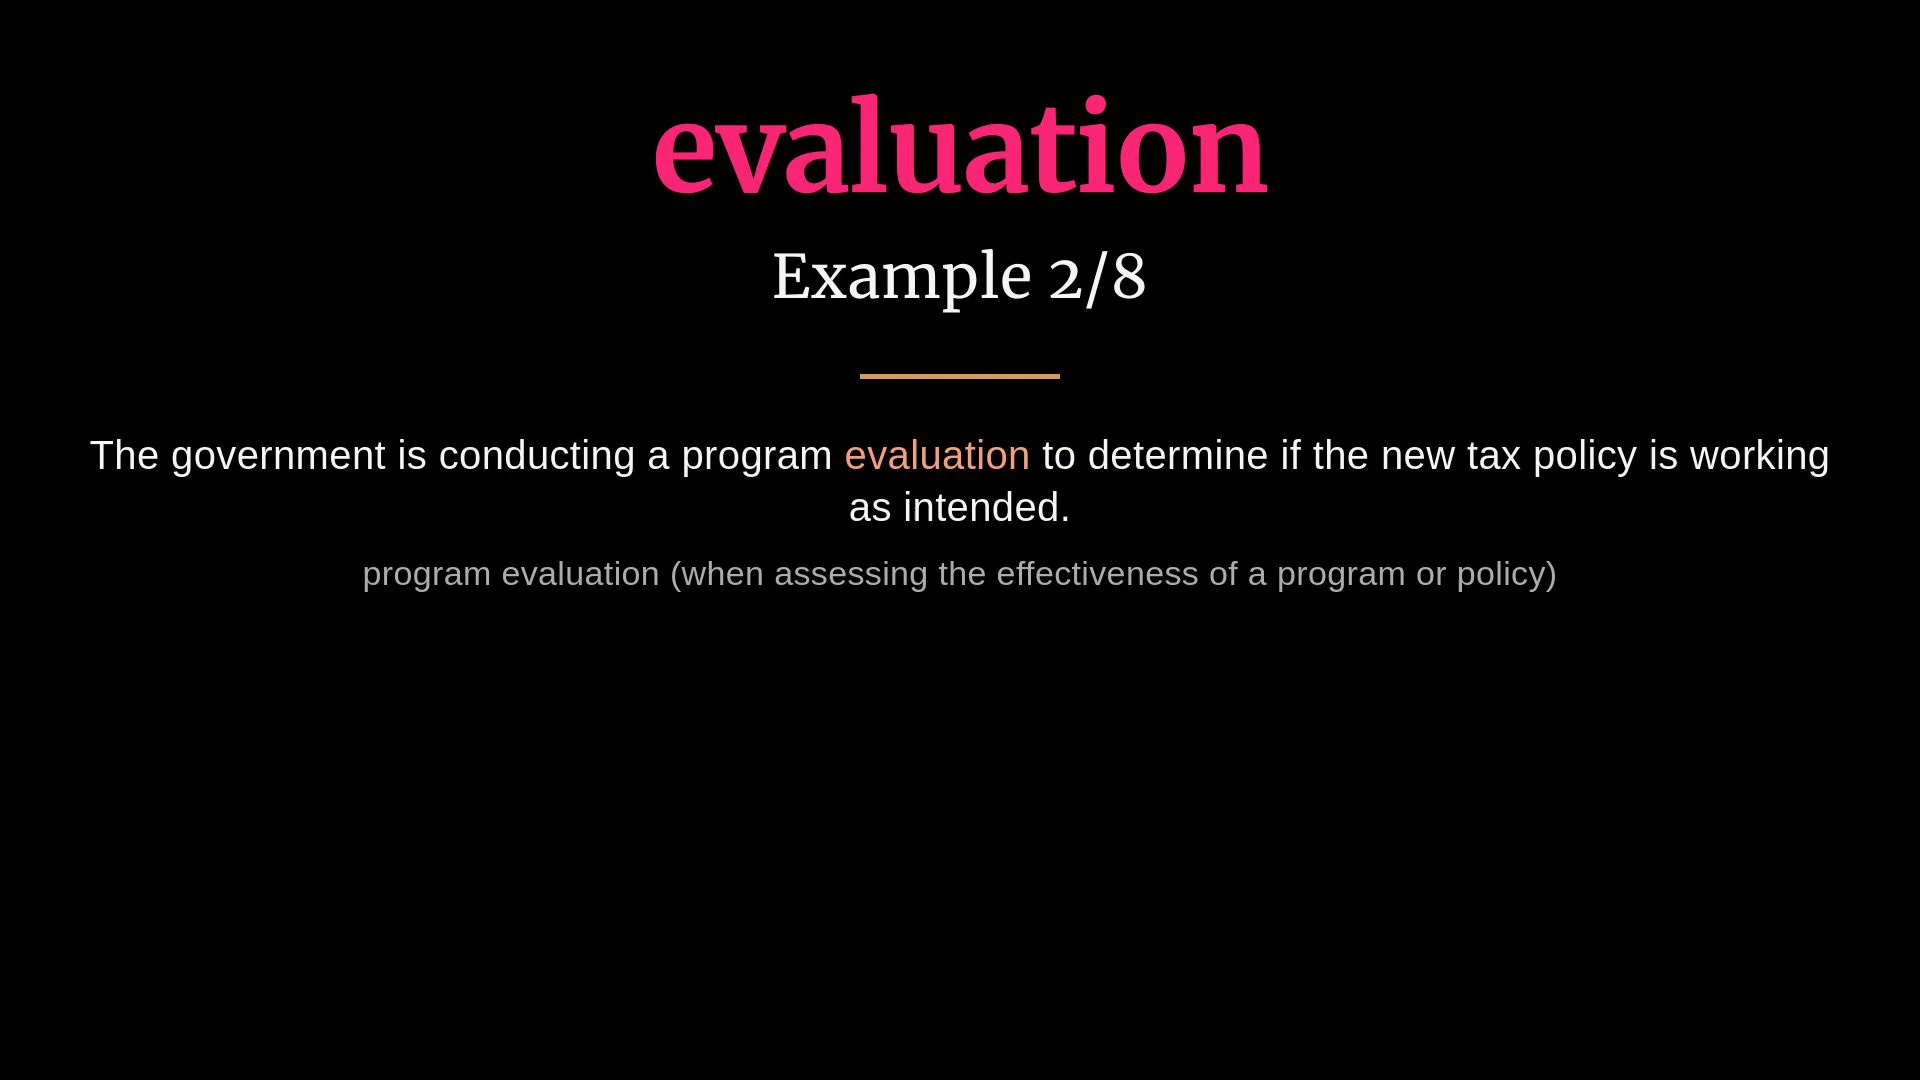 evaluation
Example 2/8
The government is conducting a program evaluation to determine if the new tax policy is working
as intended.
program evaluation (when assessing the effectiveness of a program or policy)